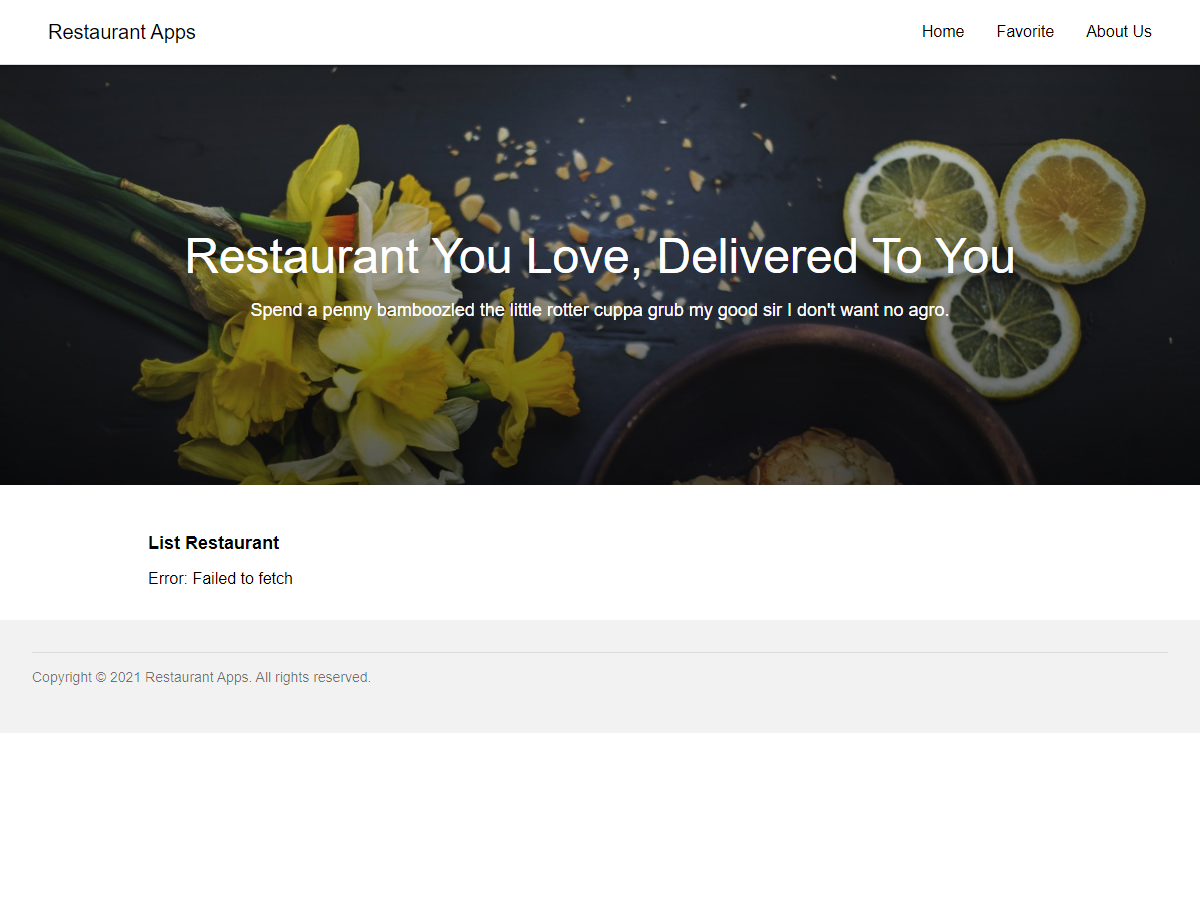 Restaurant Apps
Home Favorite About Us
Restaurant You Love, Delivered To You
Spend a penny bamboozled the little rotter cuppa grub my good sir I don't want no agro.
List Restaurant
Error: Failed to fetch
Copyright © 2021 Restaurant Apps. All rights reserved.